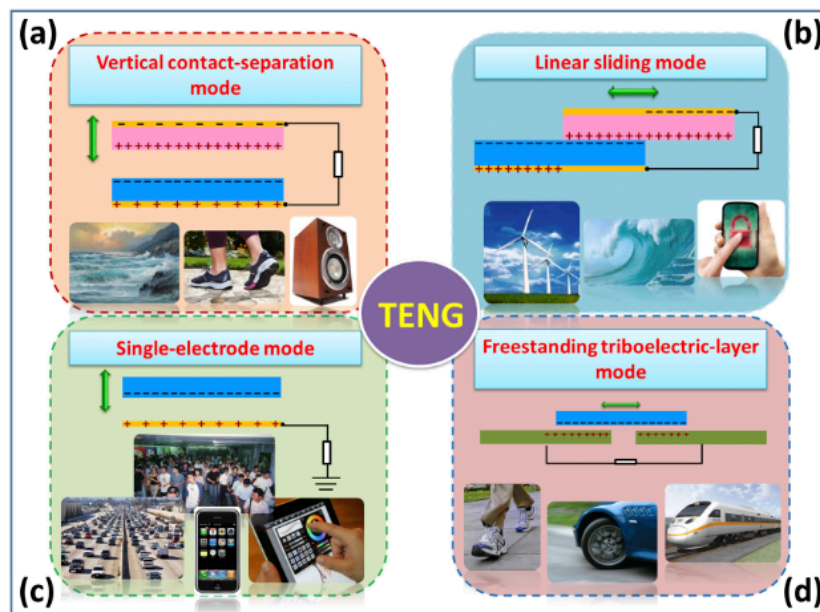 (a)
Vertical contact-separation
mode
(b)
Linear sliding mode
TENG
Single-electrode mode
(c)
Freestanding triboelectric-layer
mode
(d)